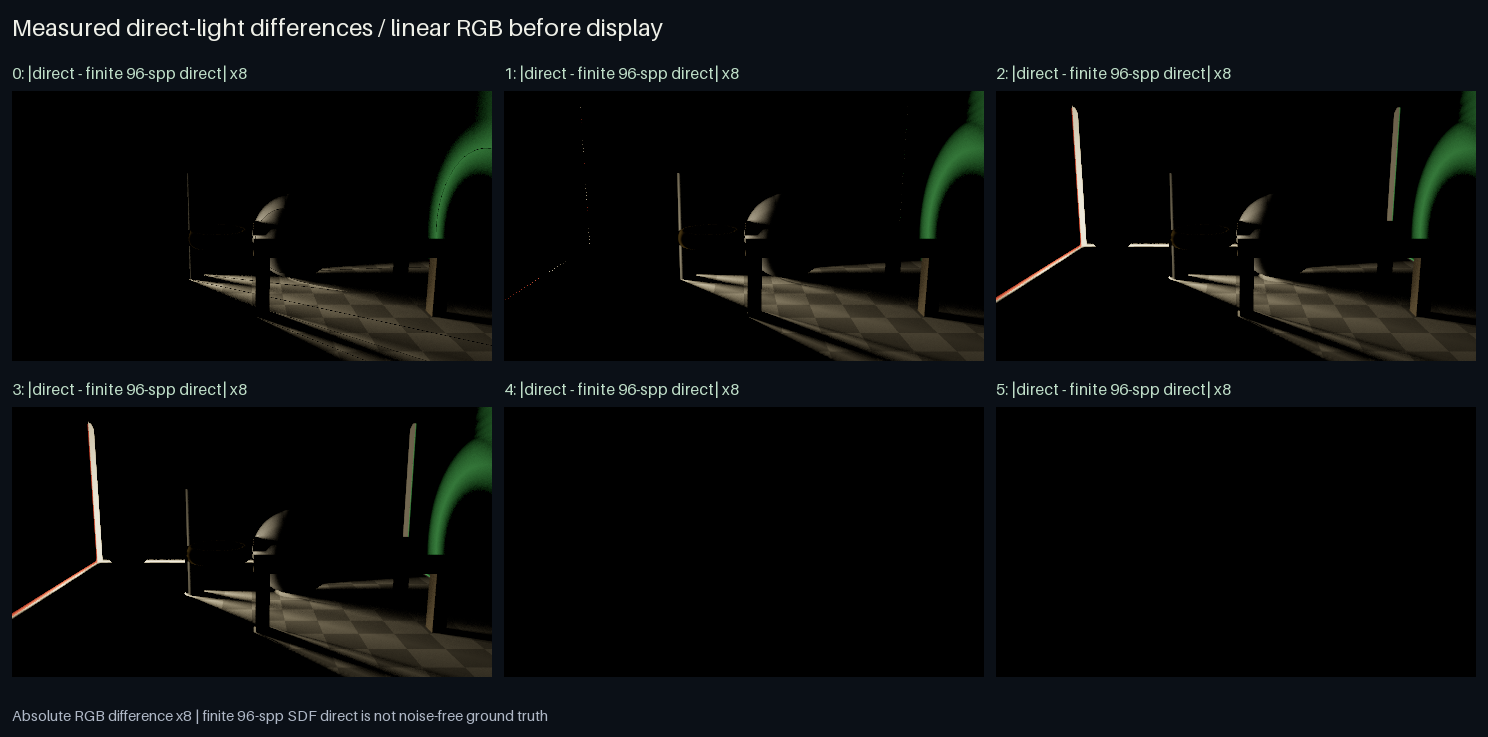 Measured direct-light differences / linear RGB before display
0: |direct - finite 96-spp direct| x8
1: |direct - finite 96-spp direct| x8
2: |direct - finite 96-spp direct| x8
3: |direct - finite 96-spp direct| x8
4: |direct - finite 96-spp direct| x8
5: |direct - finite 96-spp direct| x8
Absolute RGB difference x8 | finite 96-spp SDF direct is not noise-free ground truth